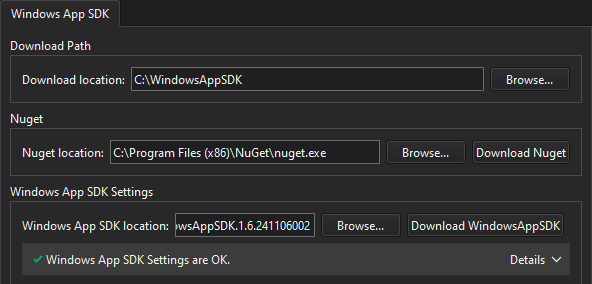 Windows App SDK
Download Path
Download location: C:\WindowsAppSDK Browse...
Nuget
Nuget location: C:\Program Files (x86)\NuGet\nuget.exe Browse... Download Nuget
Windows App SDK Settings
Windows App SDK location: owsAppSDK.1.6.241106002 Browse... Download WindowsAppSDK
Windows App SDK Settings are OK. Details